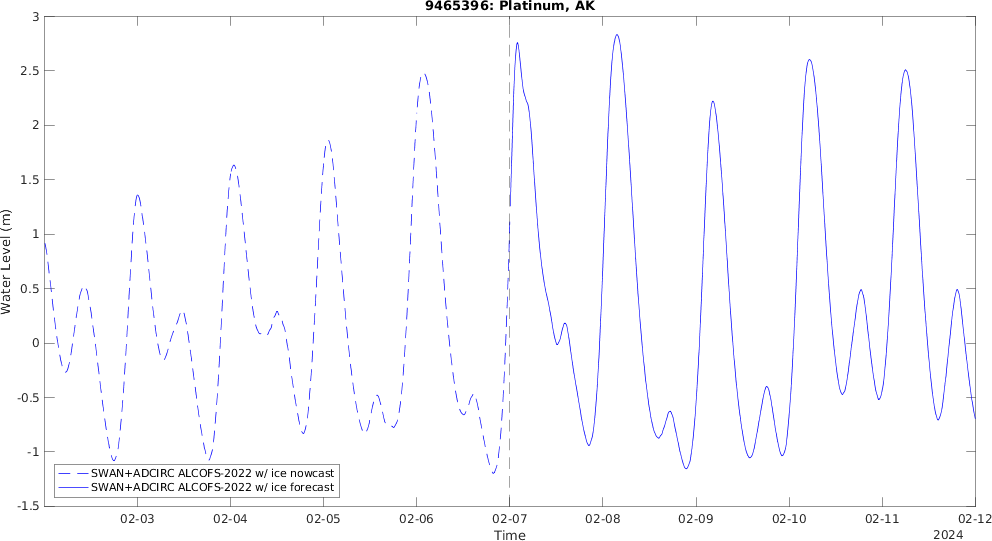 9465396: Platinum, AK
3
2.5
2
1.5
1
0.5
0
-0.5
-1
-1.5
Water Level (m)
SWAN+ADCIRC ALCOFS-2022 w/ ice nowcast
SWAN+ADCIRC ALCOFS-2022 w/ ice forecast
02-03 02-04 02-05 02-06 02-07 02-08 02-09 02-10 02-11 02-12
Time
2024